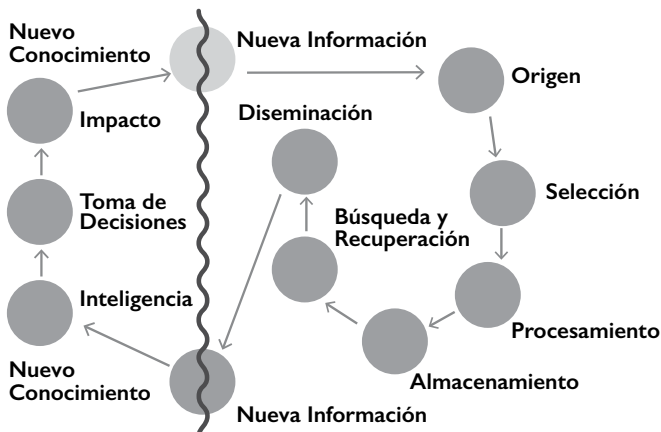 Nuevo
Conocimiento
Nueva Información
Origen
Impacto
Diseminación
Toma de
Decisiones
Selección
Búsqueda y
Recuperación
Inteligencia
Procesamiento
Almacenamiento
Nuevo
Conocimiento
Nueva Información